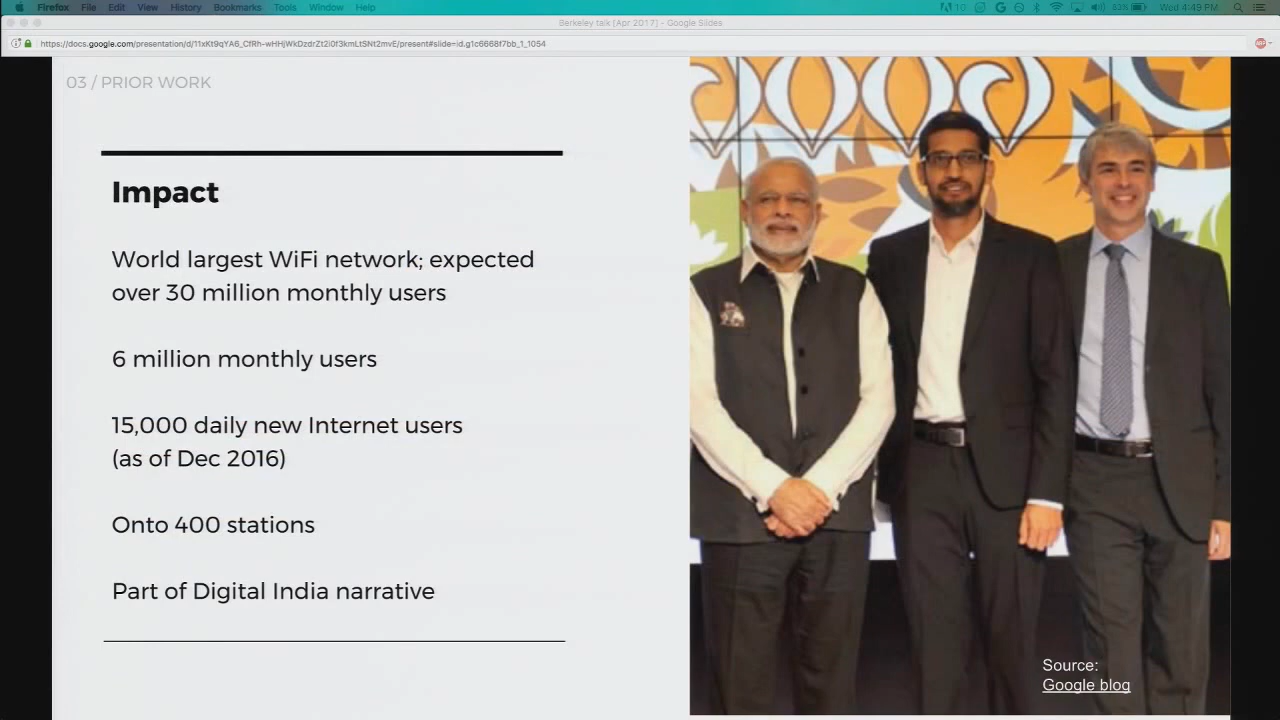 Firefox File Edit View History Bookmarks Tools Window Help
83% Wed 4:49 PM
Berkeley talk [Apr 2017] - Google Slides
03 / PRIOR WORK
Impact
World largest WiFi network; expected
over 30 million monthly users
6 million monthly users
15,000 daily new Internet users
(as of Dec 2016)
Onto 400 stations
Part of Digital India narrative
Source:
Google blog